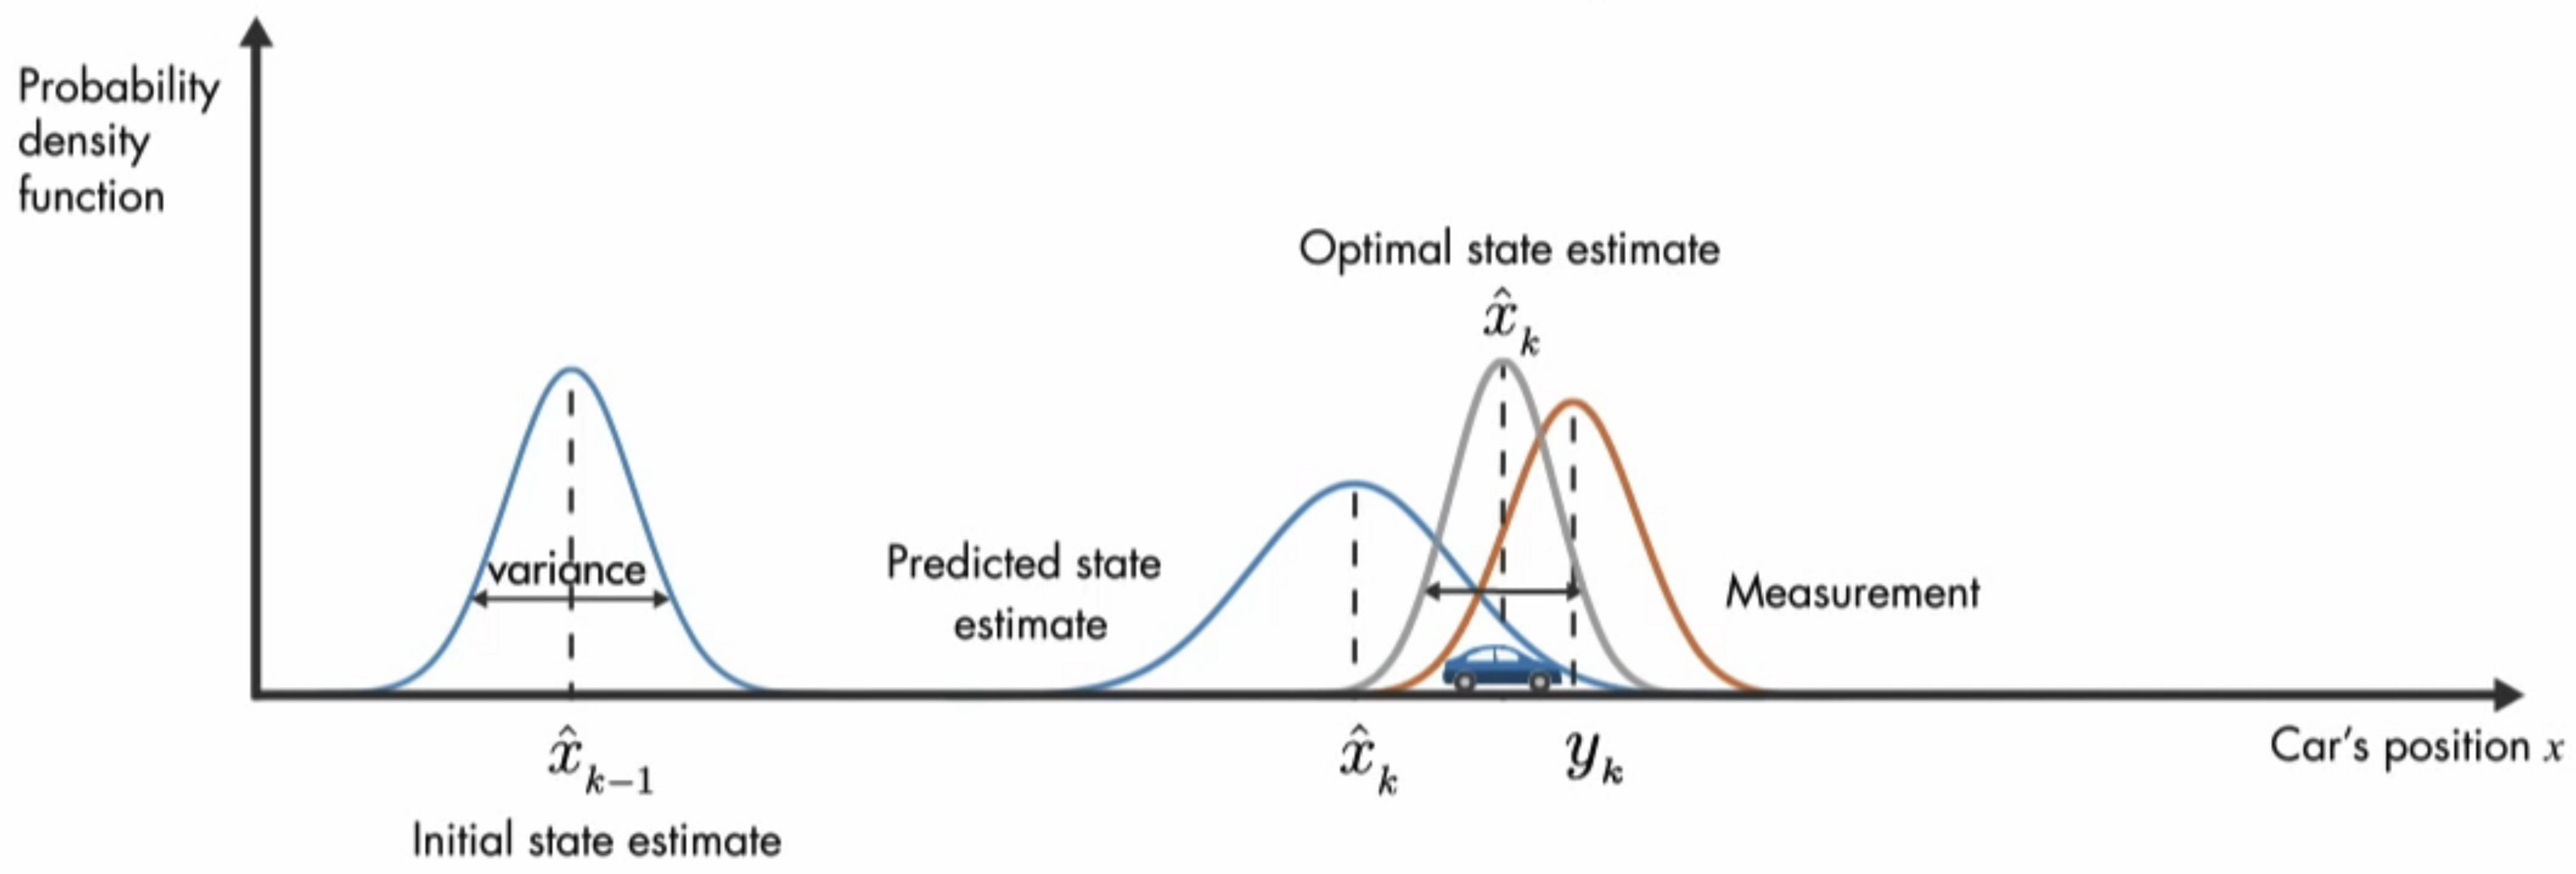 Probability
density
function
Optimal state estimate
x̂ₖ
variance
Predicted state
estimate
Measurement
x̂ₖ₋₁
x̂ₖ
yₖ
Car's position x
Initial state estimate